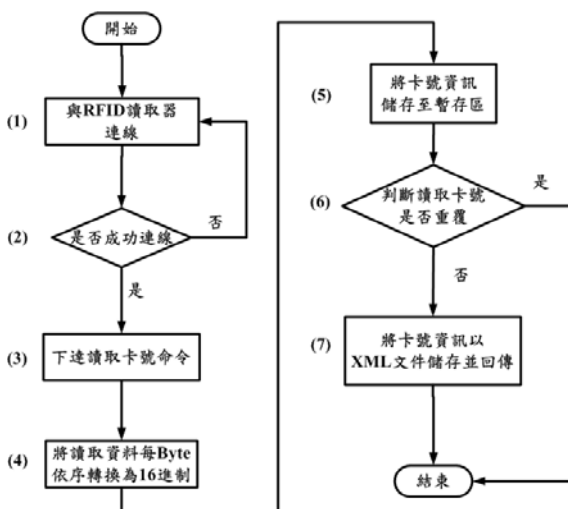 開始
(1)
與RFID讀取器
連線
(2)
是否成功連線
否
是
(3)
下達讀取卡號命令
(4)
將讀取資料每Byte
依序轉換為16進制
(5)
將卡號資訊
儲存至暫存區
(6)
判斷讀取卡號
是否重覆
是
否
(7)
將卡號資訊以
XML文件儲存並回傳
結束